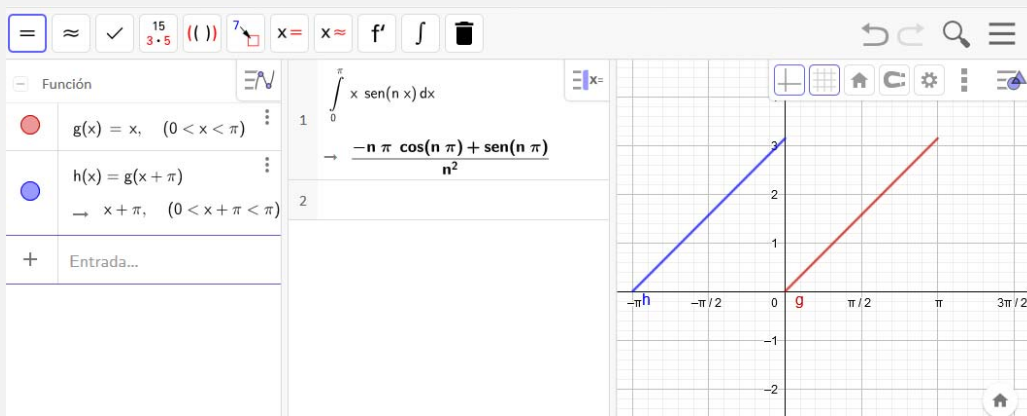 = ≈ ✓ 15 3·5 (( )) 7 x= x≈ f′ ∫
Función
g(x) = x, (0 < x < π)
h(x) = g(x + π)
→ x + π, (0 < x + π < π)
+ Entrada...
x=
1 ∫₀^π x sen(n x) dx
→ (−n π cos(n π) + sen(n π)) / n²
2
3
2
1
−π h −π / 2 0 g π / 2 π 3π / 2
−1
−2